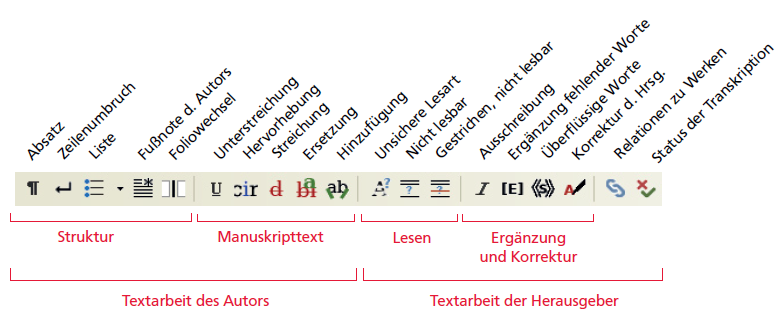 Absatz
Zeilenumbruch
Liste
Fußnote d. Autors
Foliowechsel
Unterstreichung
Hervorhebung
Streichung
Ersetzung
Hinzufügung
Unsichere Lesart
Nicht lesbar
Gestrichen, nicht lesbar
Ausschreibung
Ergänzung fehlender Worte
Überflüssige Worte
Korrektur d. Hrsg.
Relationen zu Werken
Status der Transkription
¶ U cir d bl a ab A? ? ? I [E] «S» A
Struktur
Manuskripttext
Lesen
Ergänzung
und Korrektur
Textarbeit des Autors
Textarbeit der Herausgeber